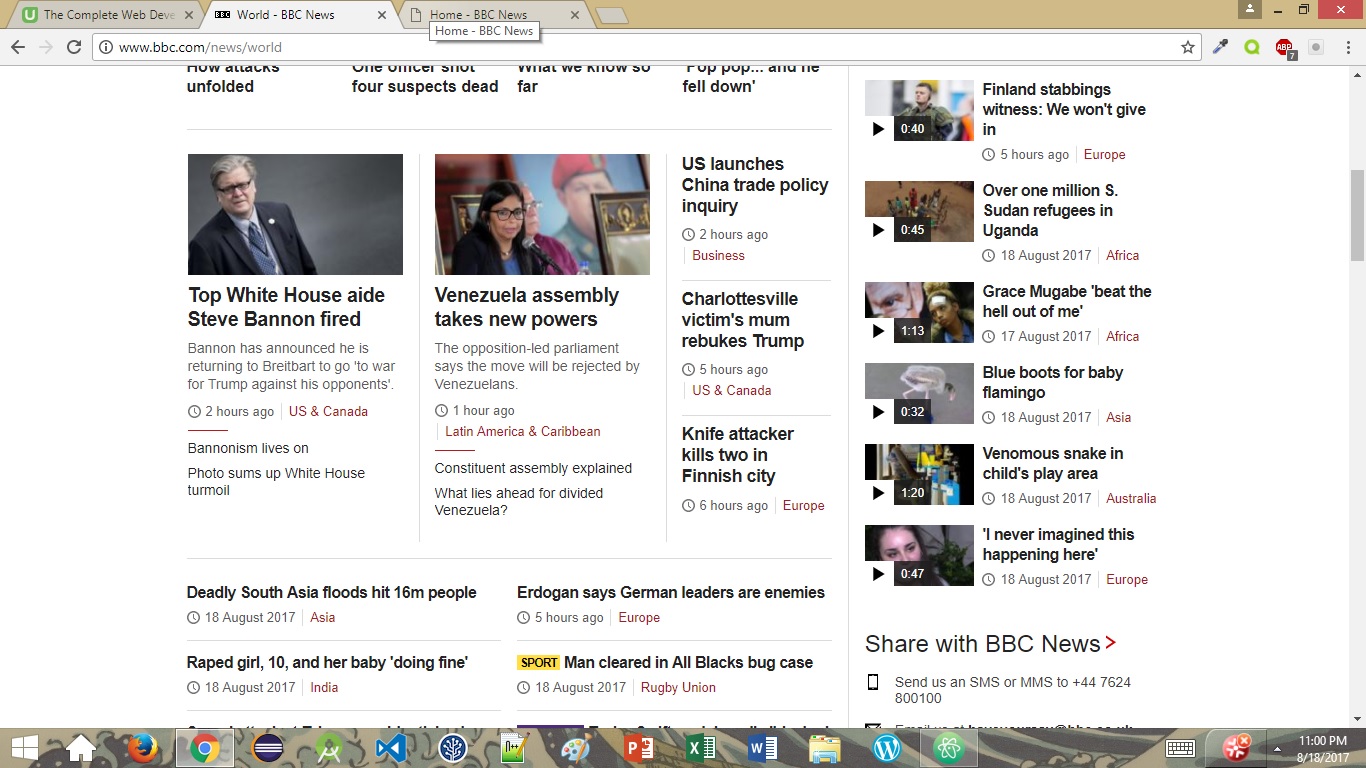 The Complete Web Deve
BBC World - BBC News
Home - BBC News
Home - BBC News
www.bbc.com/news/world
ABP
7
How attacks
unfolded
One officer shot
four suspects dead
What we know so
far
'Pop pop... and he
fell down'
Top White House aide
Steve Bannon fired
Bannon has announced he is
returning to Breitbart to go 'to war
for Trump against his opponents'.
2 hours ago US & Canada
Bannonism lives on
Photo sums up White House
turmoil
Venezuela assembly
takes new powers
The opposition-led parliament
says the move will be rejected by
Venezuelans.
1 hour ago
Latin America & Caribbean
Constituent assembly explained
What lies ahead for divided
Venezuela?
US launches
China trade policy
inquiry
2 hours ago
Business
Charlottesville
victim's mum
rebukes Trump
5 hours ago
US & Canada
Knife attacker
kills two in
Finnish city
6 hours ago Europe
Deadly South Asia floods hit 16m people
18 August 2017 Asia
Erdogan says German leaders are enemies
5 hours ago Europe
Raped girl, 10, and her baby 'doing fine'
18 August 2017 India
SPORT Man cleared in All Blacks bug case
18 August 2017 Rugby Union
0:40
Finland stabbings
witness: We won't give
in
5 hours ago Europe
0:45
Over one million S.
Sudan refugees in
Uganda
18 August 2017 Africa
1:13
Grace Mugabe 'beat the
hell out of me'
17 August 2017 Africa
0:32
Blue boots for baby
flamingo
18 August 2017 Asia
1:20
Venomous snake in
child's play area
18 August 2017 Australia
0:47
'I never imagined this
happening here'
18 August 2017 Europe
Share with BBC News
Send us an SMS or MMS to +44 7624
800100
Email us at
11:00 PM
8/18/2017